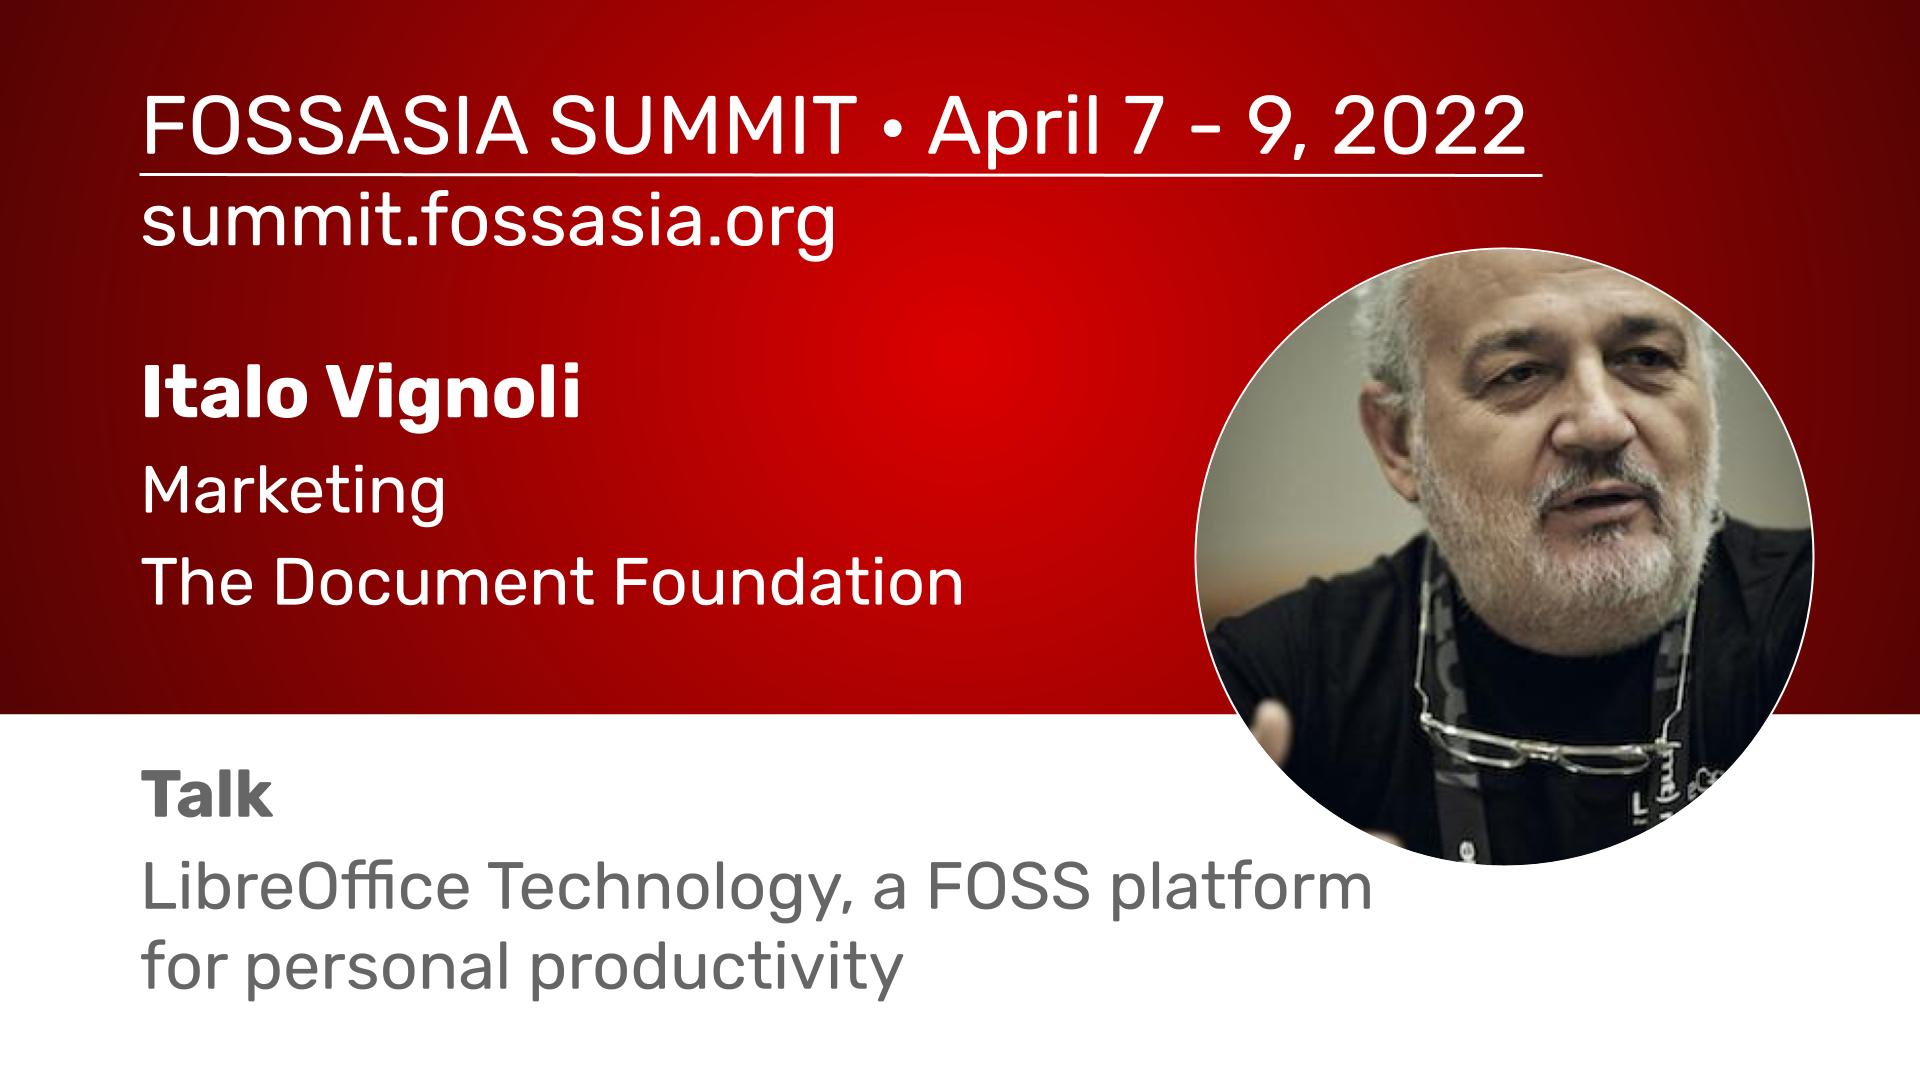 FOSSASIA SUMMIT • April 7 - 9, 2022
summit.fossasia.org
Italo Vignoli
Marketing
The Document Foundation
Talk
LibreOffice Technology, a FOSS platform
for personal productivity